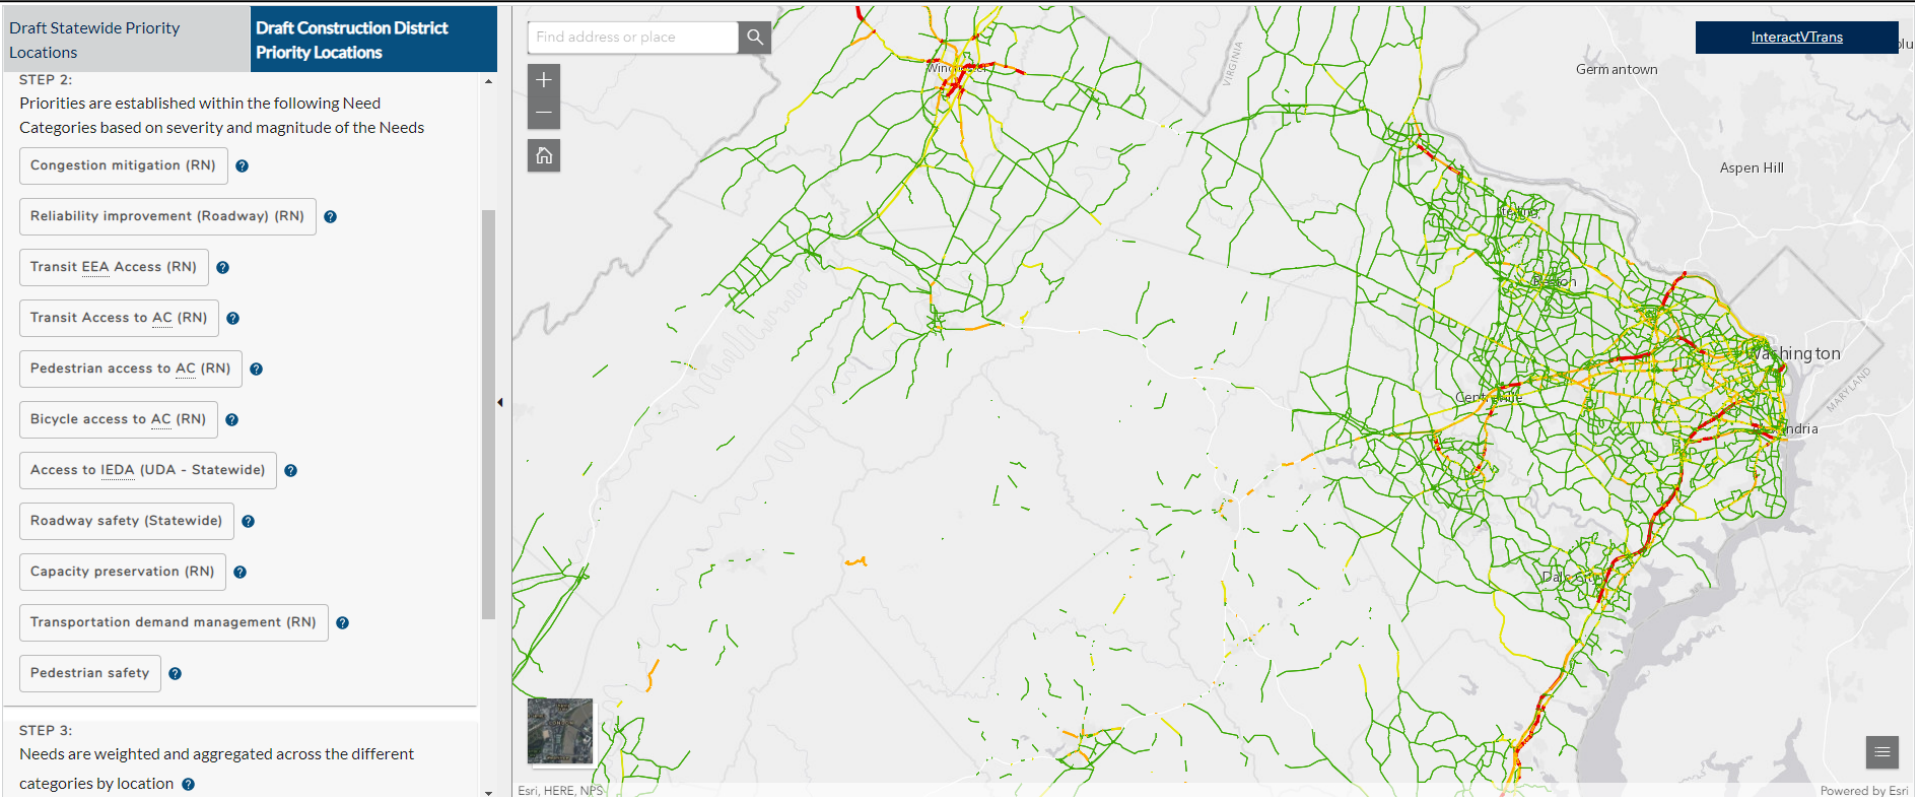 Draft Statewide Priority
Locations
Draft Construction District
Priority Locations
STEP 2:
Priorities are established within the following Need
Categories based on severity and magnitude of the Needs
Congestion mitigation (RN) ?
Reliability improvement (Roadway) (RN) ?
Transit EEA Access (RN) ?
Transit Access to AC (RN) ?
Pedestrian access to AC (RN) ?
Bicycle access to AC (RN) ?
Access to IEDA (UDA - Statewide) ?
Roadway safety (Statewide) ?
Capacity preservation (RN) ?
Transportation demand management (RN) ?
Pedestrian safety ?
STEP 3:
Needs are weighted and aggregated across the different
categories by location ?
Find address or place
+
−
InteractVTrans
Germantown
VIRGINIA
Winchester
Aspen Hill
Sterling
Reston
Washington
Centreville
MARYLAND
Alexandria
Dale City
Esri, HERE, NPS
Powered by Esri